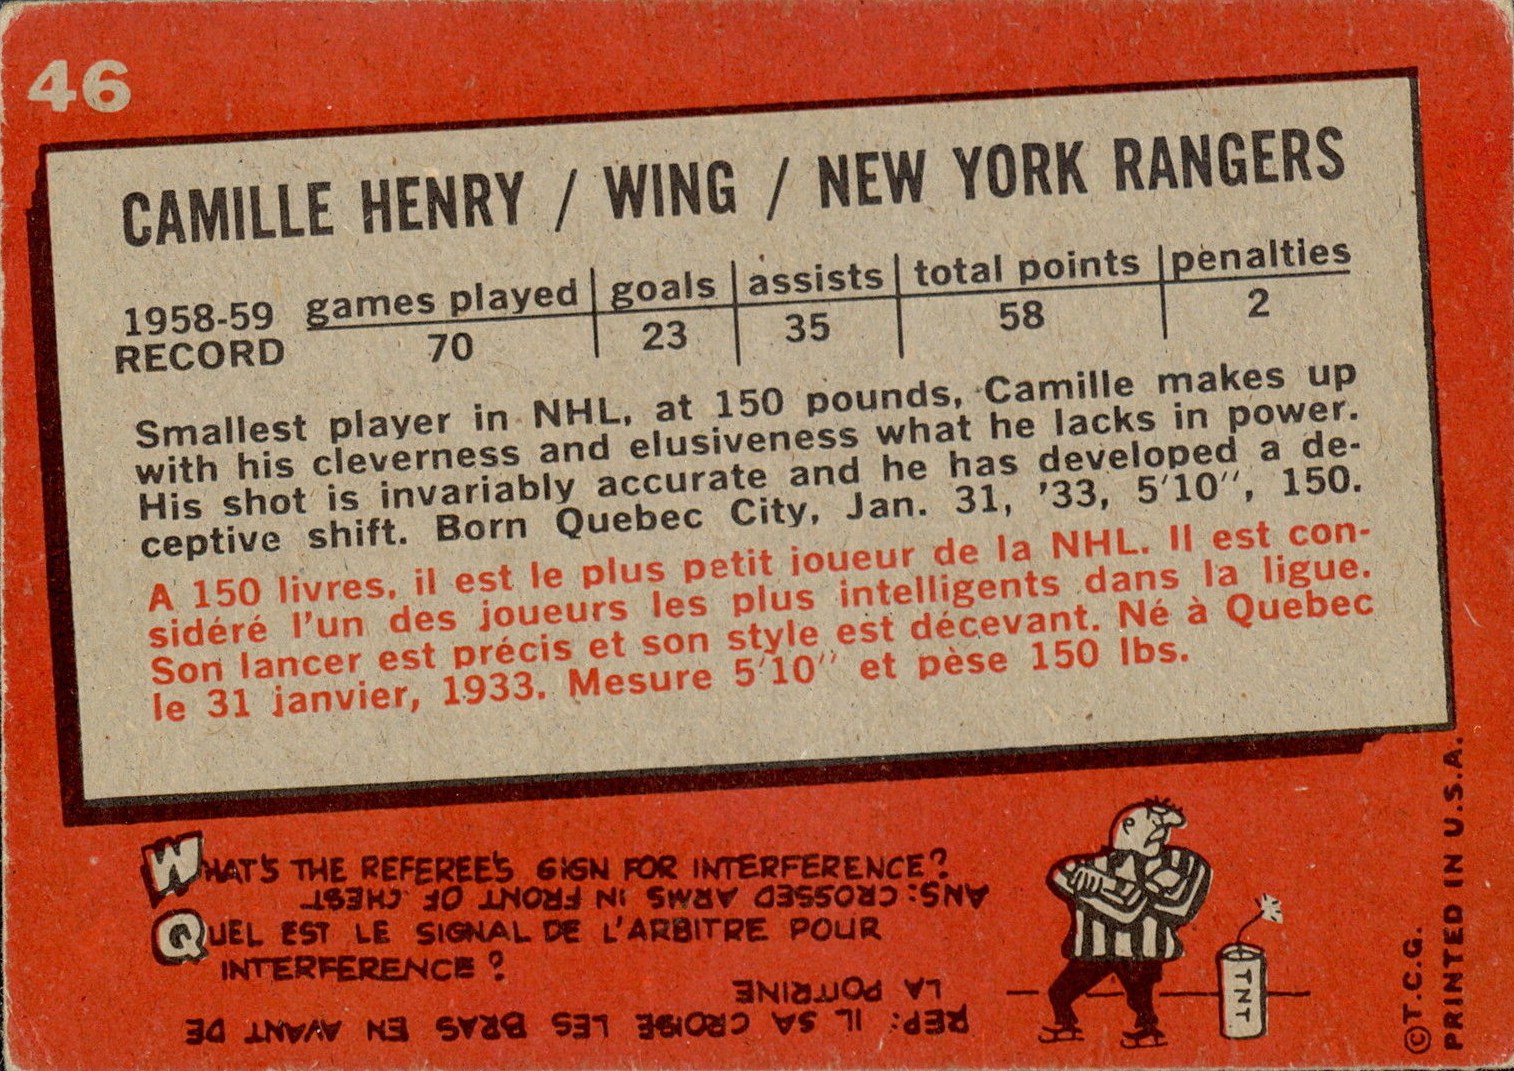 46
CAMILLE HENRY / WING / NEW YORK RANGERS
1958-59 RECORD games played goals assists total points penalties
70 23 35 58 2
Smallest player in NHL, at 150 pounds, Camille makes up
with his cleverness and elusiveness what he lacks in power.
His shot is invariably accurate and he has developed a de-
ceptive shift. Born Quebec City, Jan. 31, '33, 5'10", 150.
A 150 livres, il est le plus petit joueur de la NHL. Il est con-
sidéré l'un des joueurs les plus intelligents dans la ligue.
Son lancer est précis et son style est décevant. Né à Quebec
le 31 janvier, 1933. Mesure 5'10" et pèse 150 lbs.
WHAT'S THE REFEREE'S SIGN FOR INTERFERENCE?
ANS: CROSSED ARMS IN FRONT OF CHEST
QUEL EST LE SIGNAL DE L'ARBITRE POUR
INTERFERENCE?
REP: IL SA CROISE LES BRAS EN AVANT DE
LA POITRINE
TNT
©T.C.G.
PRINTED IN U.S.A.